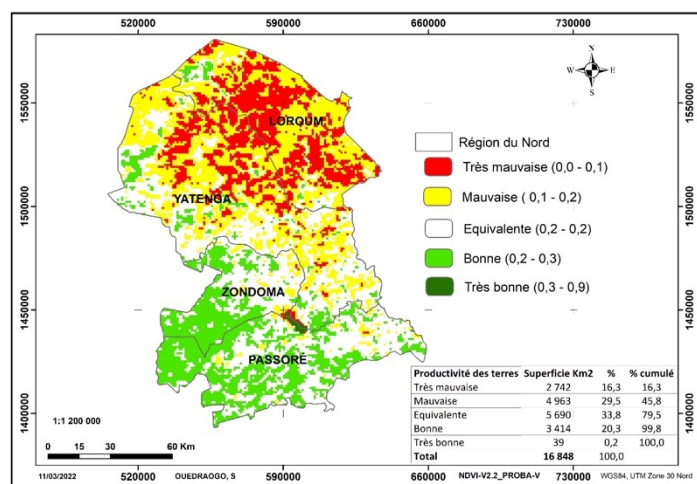 520000 590000 660000 730000
N
W E
S
1550000
1500000
1450000
1400000
LOROUM
YATENGA
ZONDOMA
PASSORÉ
Région du Nord
Très mauvaise (0,0 - 0,1)
Mauvaise ( 0,1 - 0,2)
Equivalente (0,2 - 0,2)
Bonne (0,2 - 0,3)
Très bonne (0,3 - 0,9)
Productivité des terres Superficie Km2 % % cumulé
Très mauvaise 2 742 16,3 16,3
Mauvaise 4 963 29,5 45,8
Equivalente 5 690 33,8 79,5
Bonne 3 414 20,3 99,8
Très bonne 39 0,2 100,0
Total 16 848 100,0
1:1 200 000
0 15 30 60 Km
11/03/2022 OUEDRAOGO, S NDVI-V2.2_PROBA-V WGS84, UTM Zone 30 Nord
520000 590000 660000 730000